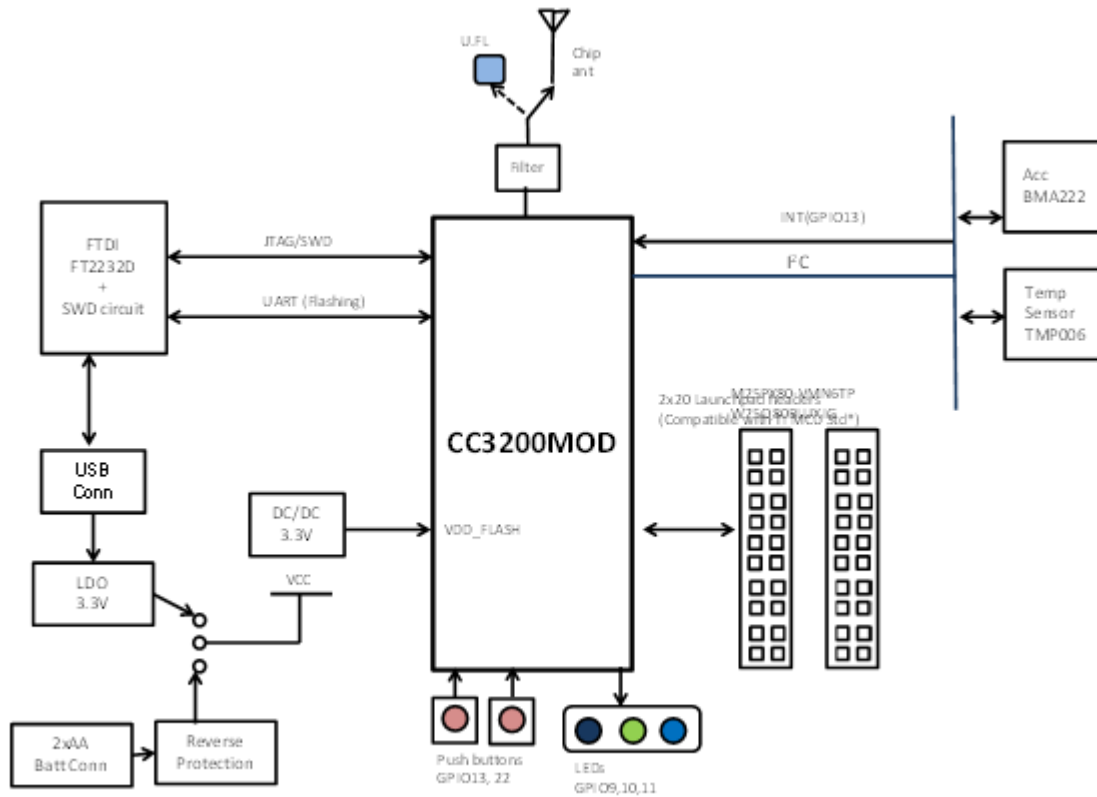 U.FL
Chip
ant
Filter
Acc
BMA222
INT(GPIO13)
I²C
FTDI
FT2232D
+
SWD circuit
JTAG/SWD
UART (Flashing)
Temp
Sensor
TMP006
M25PX80-VMN6TP
2x20 Launchpad headers
(Compatible with TI MCU Std*)
CC3200MOD
USB
Conn
DC/DC
3.3V
VDD_FLASH
LDO
3.3V
VCC
2xAA
Batt Conn
Reverse
Protection
Push buttons
GPIO13, 22
LEDs
GPIO9,10,11